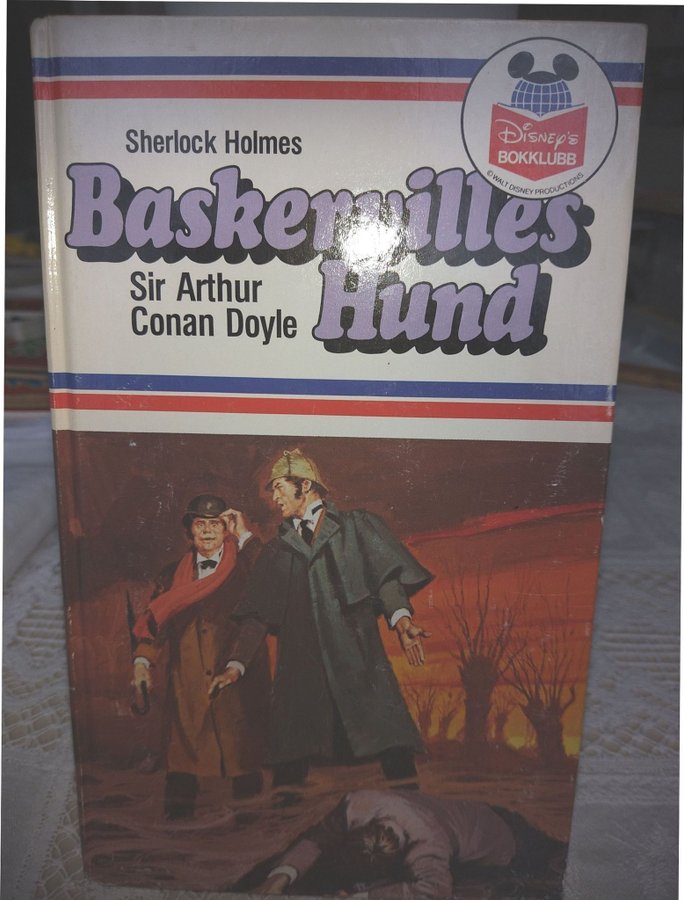 Sherlock Holmes
Baskervilles
Hund
Sir Arthur
Conan Doyle
Disney's
BOKKLUBB
© WALT DISNEY PRODUCTIONS